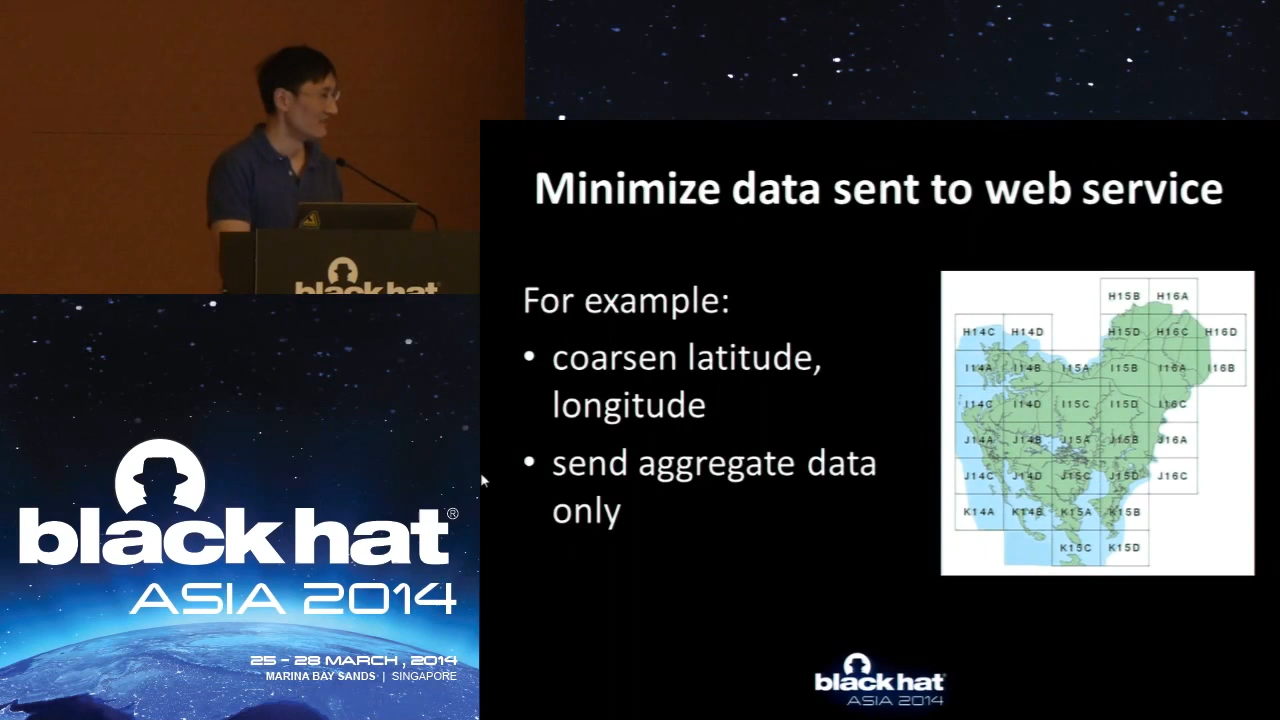 Minimize data sent to web service
For example:
• coarsen latitude,
longitude
• send aggregate data
only
H15B H16A
H14C H14D H15D H16C H16D
I14A I14B I15A I15B I16A I16B
I14C I14D I15C I15D I16C
J14A J14B J15A J15B J16A
J14C J14D J15C J15D J16C
K14A K14B K15A K15B
K15C K15D
black hat
ASIA 2014
black hat
black hat®
ASIA 2014
25 - 28 MARCH, 2014
MARINA BAY SANDS | SINGAPORE